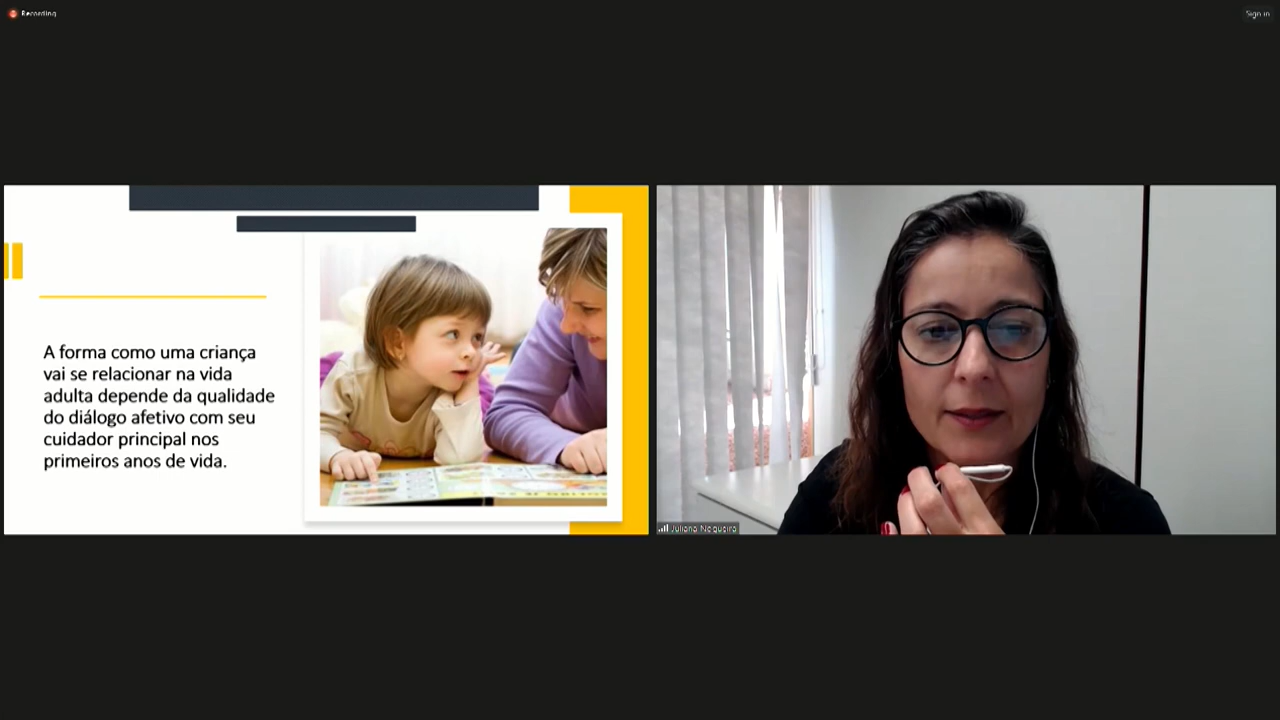 Recording
Sign in
A forma como uma criança
vai se relacionar na vida
adulta depende da qualidade
do diálogo afetivo com seu
cuidador principal nos
primeiros anos de vida.
Juliana Nogueira